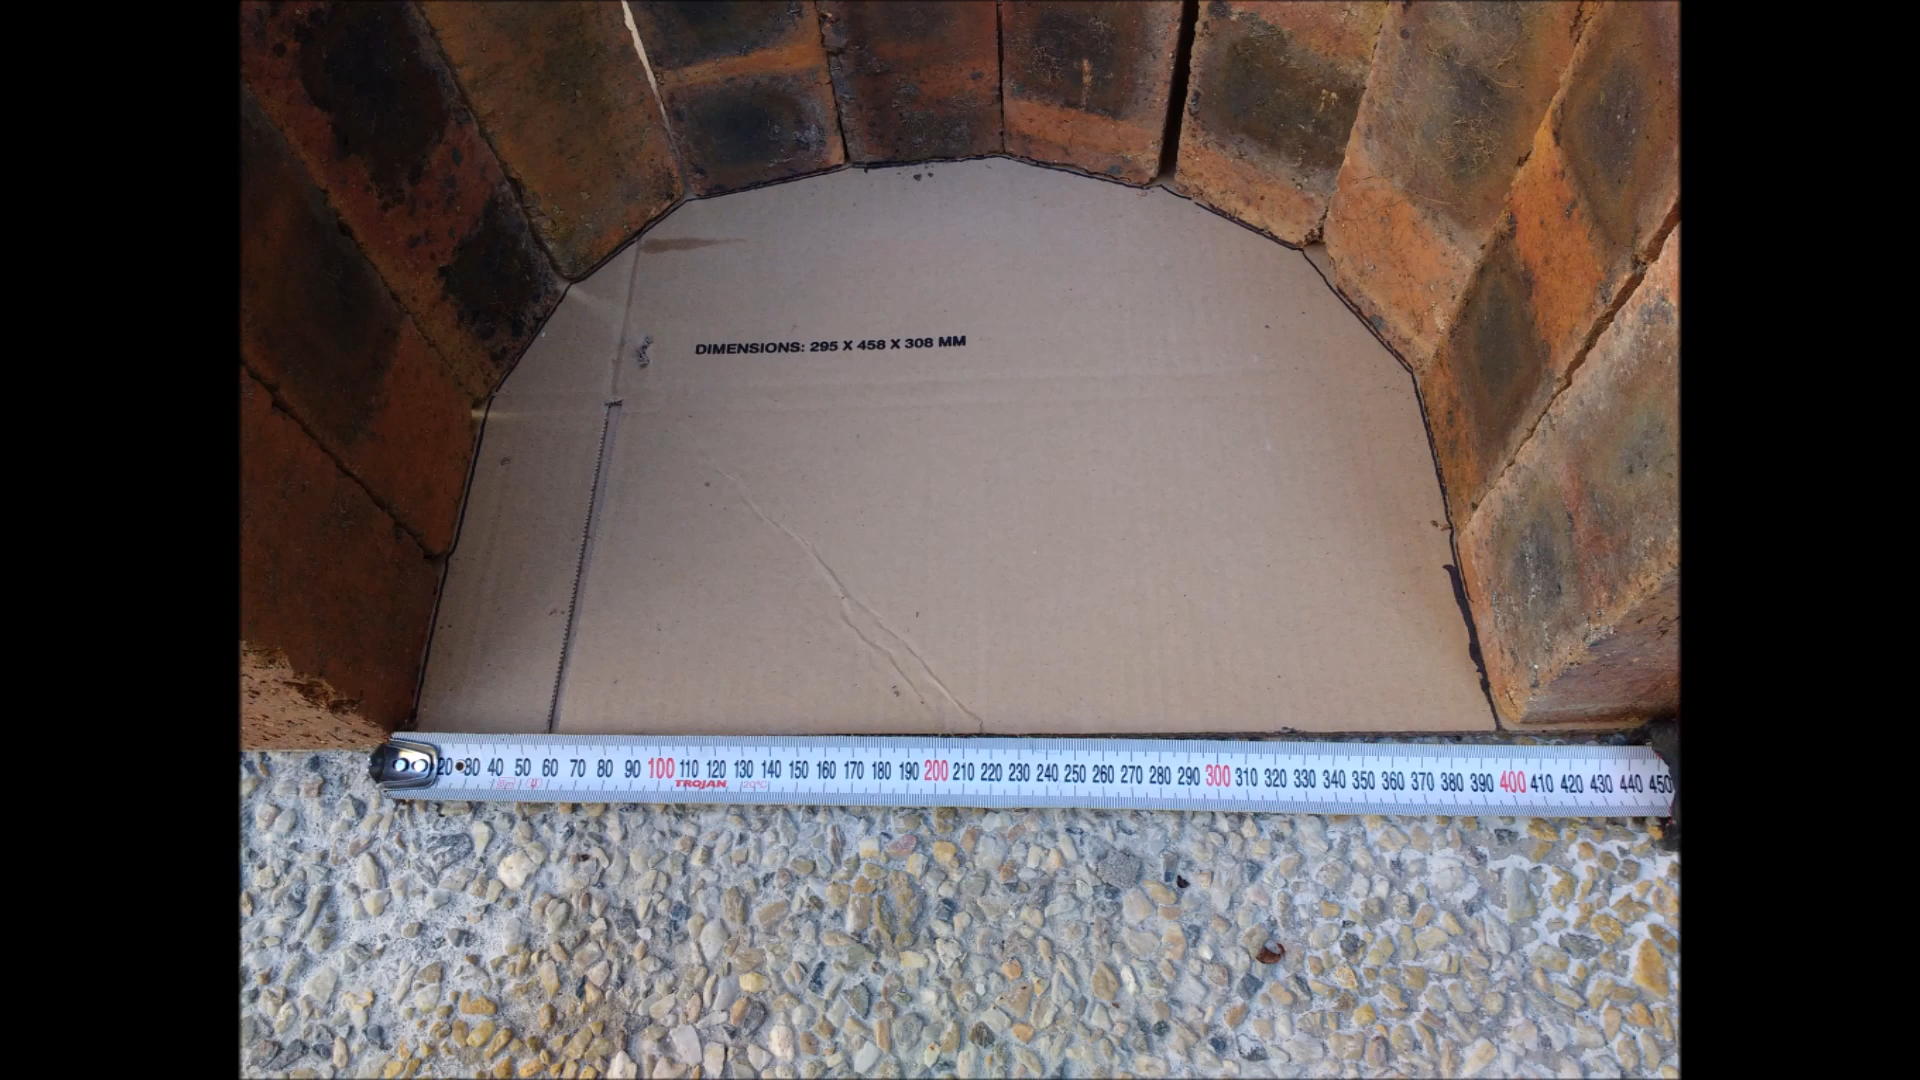 DIMENSIONS: 295 X 458 X 308 MM
20 30 40 50 60 70 80 90 100 110 120 130 140 150 160 170 180 190 200 210 220 230 240 250 260 270 280 290 300 310 320 330 340 350 360 370 380 390 400 410 420 430 440 450
TROJAN 20°C